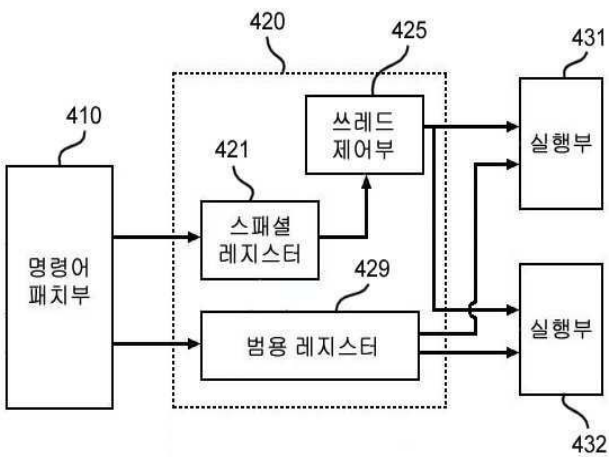 420
425
431
410
쓰레드
제어부
실행부
421
스패셜
레지스터
명령어
패치부
429
범용 레지스터
실행부
432